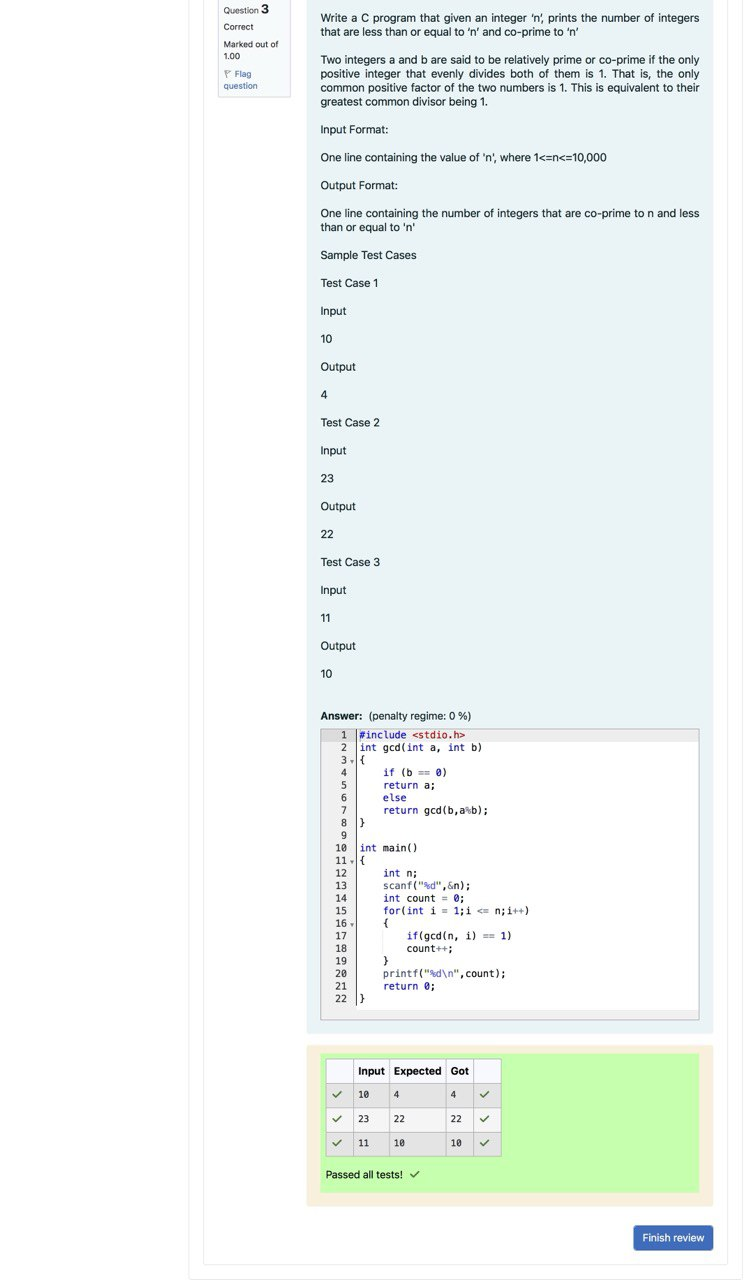 Question 3
Correct
Marked out of
1.00
Flag
question
Write a C program that given an integer 'n', prints the number of integers
that are less than or equal to 'n' and co-prime to 'n'
Two integers a and b are said to be relatively prime or co-prime if the only
positive integer that evenly divides both of them is 1. That is, the only
common positive factor of the two numbers is 1. This is equivalent to their
greatest common divisor being 1.
Input Format:
One line containing the value of 'n', where 1<=n<=10,000
Output Format:
One line containing the number of integers that are co-prime to n and less
than or equal to 'n'
Sample Test Cases
Test Case 1
Input
10
Output
4
Test Case 2
Input
23
Output
22
Test Case 3
Input
11
Output
10
Answer: (penalty regime: 0 %)
1 #include <stdio.h>
2 int gcd(int a, int b)
3 {
4 if (b == 0)
5 return a;
6 else
7 return gcd(b,a%b);
8 }
9
10 int main()
11 {
12 int n;
13 scanf("%d",&n);
14 int count = 0;
15 for(int i = 1;i <= n;i++)
16 {
17 if(gcd(n, i) == 1)
18 count++;
19 }
20 printf("%d\n",count);
21 return 0;
22 }
Input Expected Got
10 4 4
23 22 22
11 10 10
Passed all tests!
Finish review